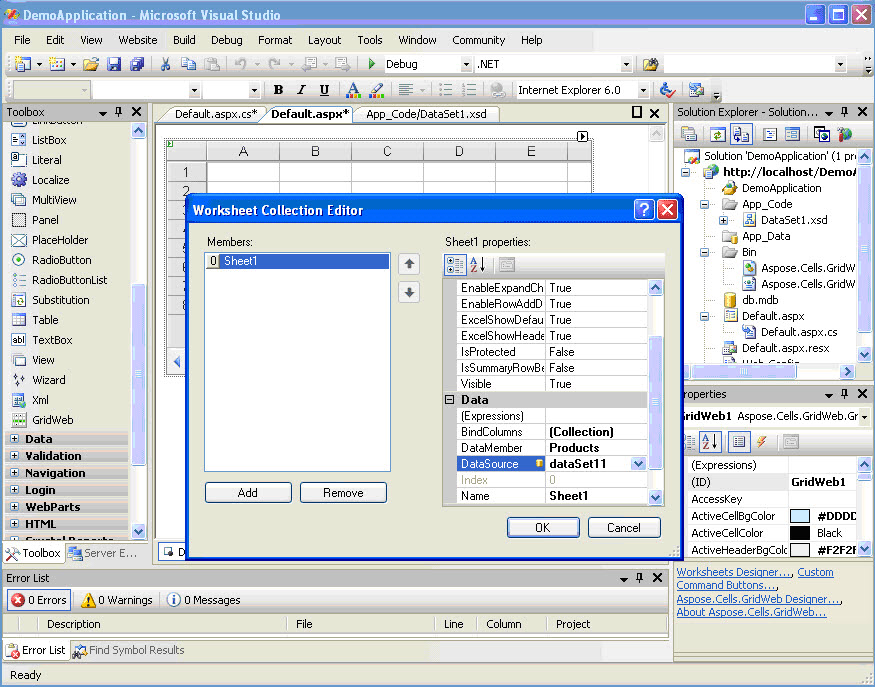 DemoApplication - Microsoft Visual Studio
File Edit View Website Build Debug Format Layout Tools Window Community Help
Debug .NET
B I U A Internet Explorer 6.0
Toolbox
ListBox
Literal
Localize
MultiView
Panel
PlaceHolder
RadioButton
RadioButtonList
Substitution
Table
TextBox
View
Wizard
Xml
GridWeb
Data
Validation
Navigation
Login
WebParts
HTML
Crystal Reports
Toolbox Server E...
Default.aspx.cs* Default.aspx* App_Code/DataSet1.xsd
A B C D E
1
2
Worksheet Collection Editor
Members:
0 Sheet1
Add Remove
Sheet1 properties:
EnableExpandCh True
EnableRowAddD True
ExcelShowDefau True
ExcelShowHeade True
IsProtected False
IsSummaryRowBe False
Visible True
Data
(Expressions)
BindColumns (Collection)
DataMember Products
DataSource dataSet11
Index 0
Name Sheet1
OK Cancel
Solution Explorer - Solution...
Solution 'DemoApplication' (1 pr
http://localhost/DemoA
DemoApplication
App_Code
DataSet1.xsd
App_Data
Bin
Aspose.Cells.GridW
Aspose.Cells.GridW
db.mdb
Default.aspx
Default.aspx.cs
Default.aspx.resx
Web.Config
roperties
GridWeb1 Aspose.Cells.GridWeb.Gr
(Expressions)
(ID) GridWeb1
AccessKey
ActiveCellBgColor #DDDD
ActiveCellColor Black
ActiveHeaderBgColc #F2F2F
Worksheets Designer..., Custom
Command Buttons...,
Aspose.Cells.GridWeb Designer...,
About Aspose.Cells.GridWeb...
Error List
0 Errors 0 Warnings 0 Messages
Description File Line Column Project
Error List Find Symbol Results
Ready